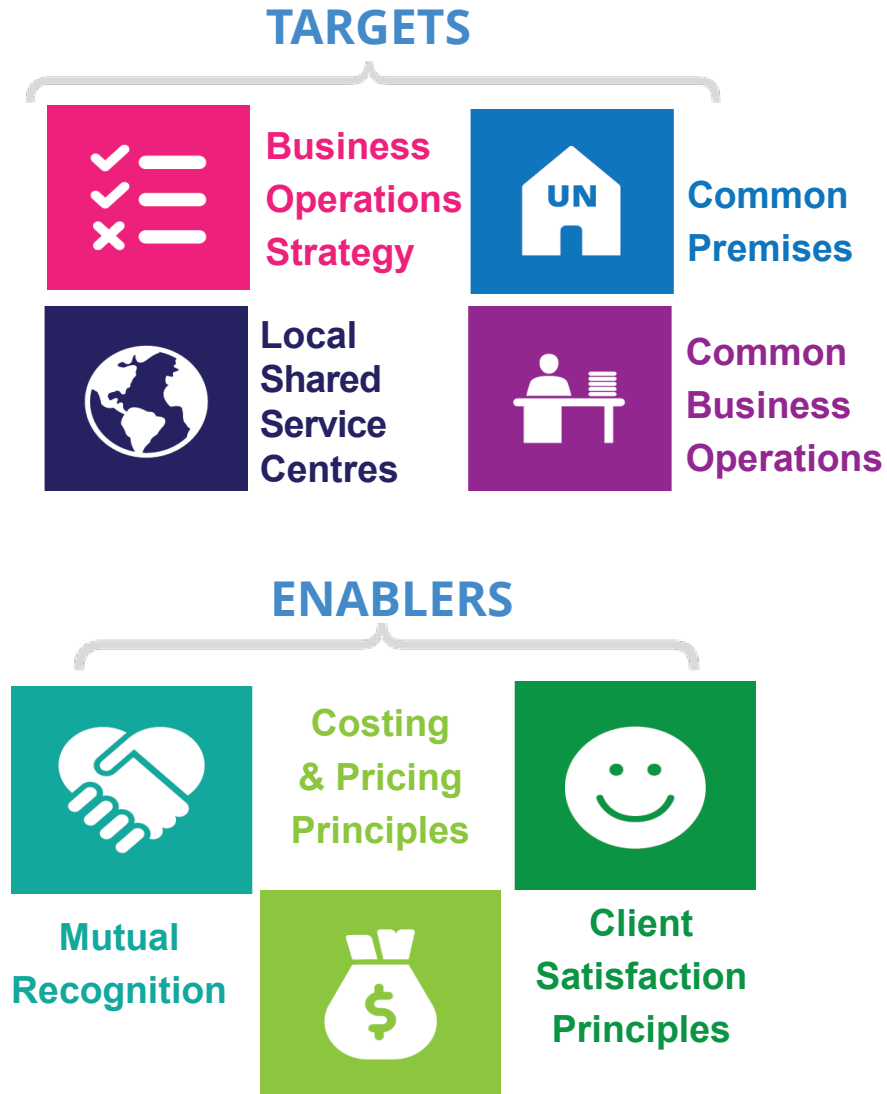 TARGETS
Business
Operations
Strategy
UN
Common
Premises
Local
Shared
Service
Centres
Common
Business
Operations
ENABLERS
Mutual
Recognition
Costing
& Pricing
Principles
$
Client
Satisfaction
Principles